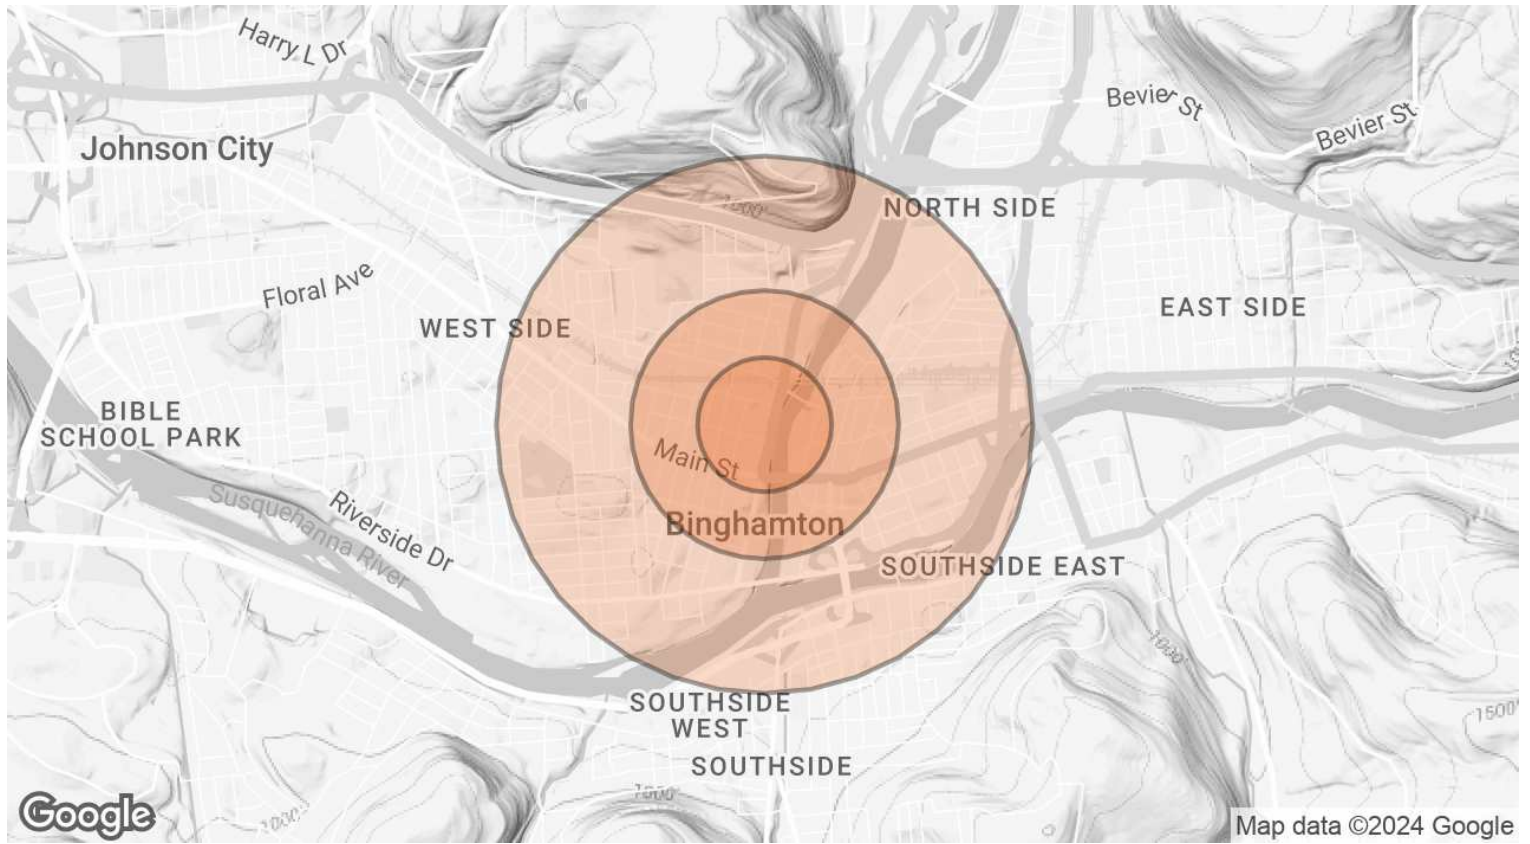 Harry L Dr
Bevier St
Bevier St
Johnson City
1000'
NORTH SIDE
Floral Ave
EAST SIDE
WEST SIDE
BIBLE
SCHOOL PARK
Main St
Susquehanna River
Riverside Dr
Binghamton
SOUTHSIDE EAST
1000'
SOUTHSIDE
WEST
1500'
SOUTHSIDE
1000'
1000'
Google
Map data ©2024 Google